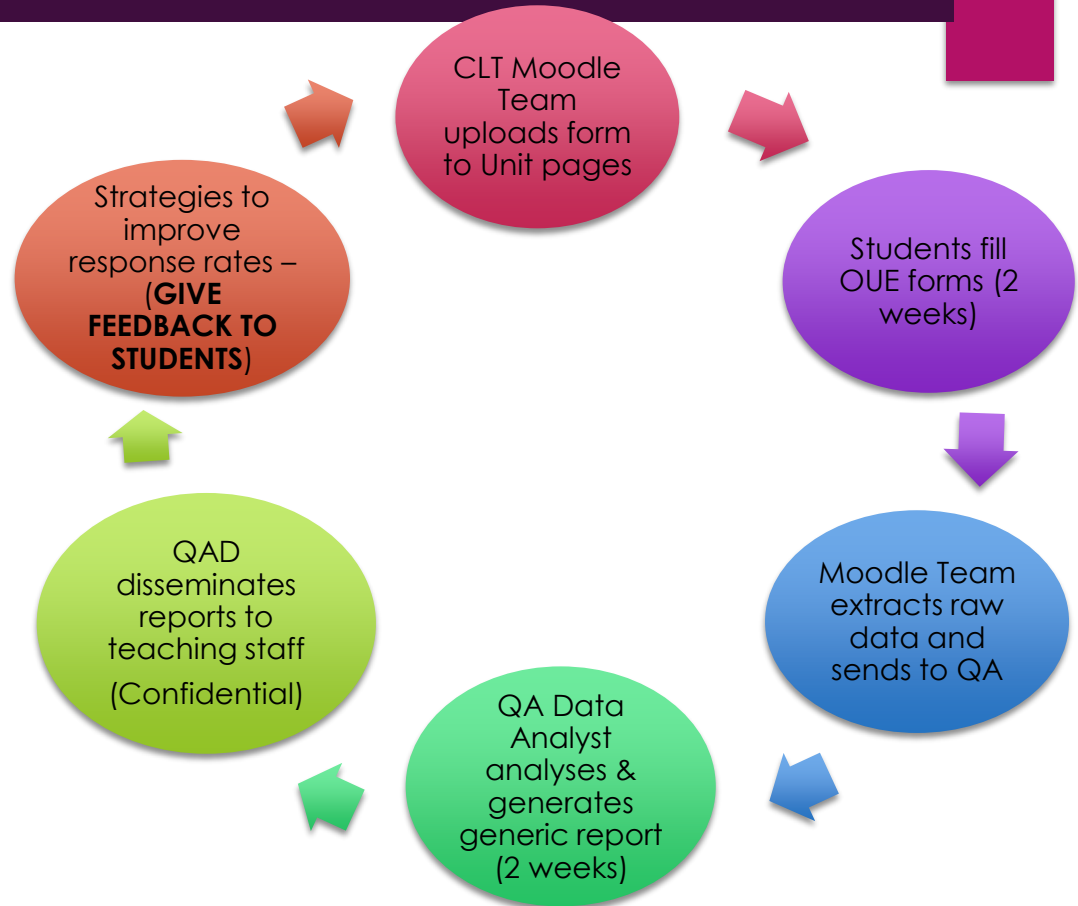 CLT Moodle
Team
uploads form
to Unit pages
Students fill
OUE forms (2
weeks)
Moodle Team
extracts raw
data and
sends to QA
QA Data
Analyst
analyses &
generates
generic report
(2 weeks)
QAD
disseminates
reports to
teaching staff
(Confidential)
Strategies to
improve
response rates –
(GIVE
FEEDBACK TO
STUDENTS)